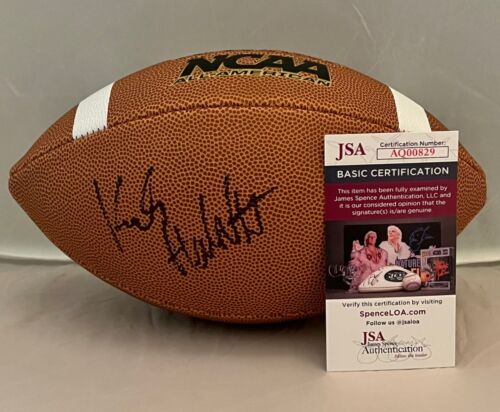 NCAA
ALL-AMERICAN
JSA
Certification Number:
AQ00829
BASIC CERTIFICATION
This item has been fully examined by
James Spence Authentication, LLC and
it is our considered opinion that the
signature(s) is/are genuine
Verify this certification by visiting
SpenceLOA.com
Follow us @jsaloa
JSA
James Spence
Authentication